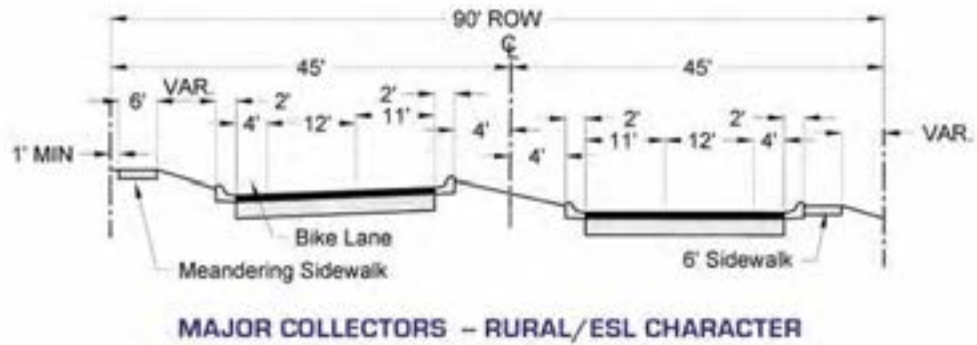 90' ROW
℄
45' 45'
VAR.
6' 2' 2' 2' 2'
4' 12' 11' 4' 11' 12' 4' VAR.
1' MIN 4'
Bike Lane
Meandering Sidewalk 6' Sidewalk
MAJOR COLLECTORS – RURAL/ESL CHARACTER